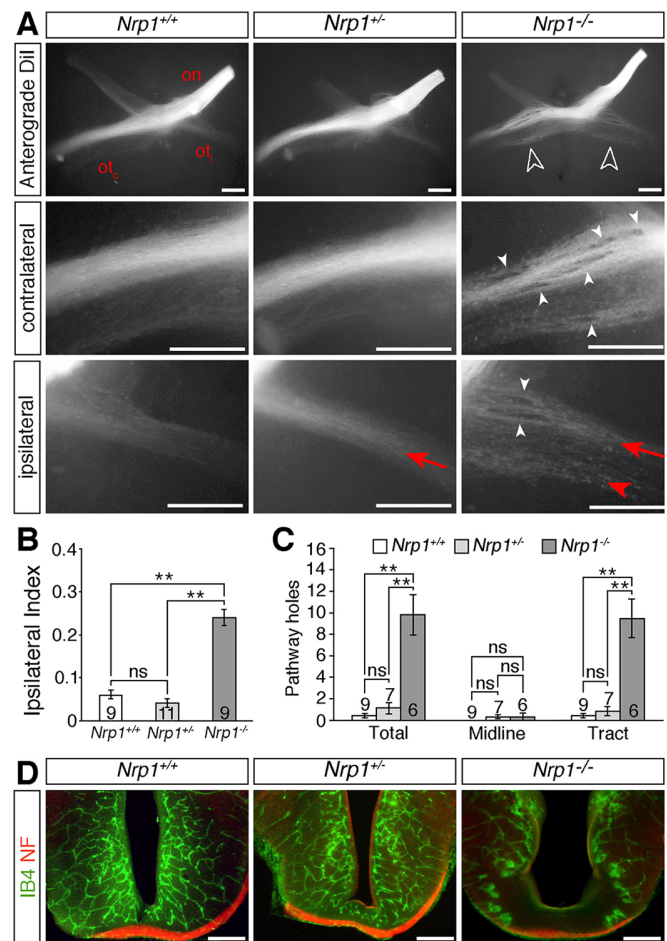 A
Nrp1+/+ Nrp1+/- Nrp1-/-
Anterograde DiI
on
otc
oti
contralateral
ipsilateral
B
Ipsilateral Index
0.4
0.3
0.2
0.1
0
**
**
ns
9 11 9
Nrp1+/+ Nrp1+/- Nrp1-/-
C
Nrp1+/+ Nrp1+/- Nrp1-/-
Pathway holes
16
14
12
10
8
6
4
2
0
** ** ns 9 7 6
ns ns ns 9 7 6
** ** ns 9 7 6
Total Midline Tract
D
Nrp1+/+ Nrp1+/- Nrp1-/-
IB4 NF